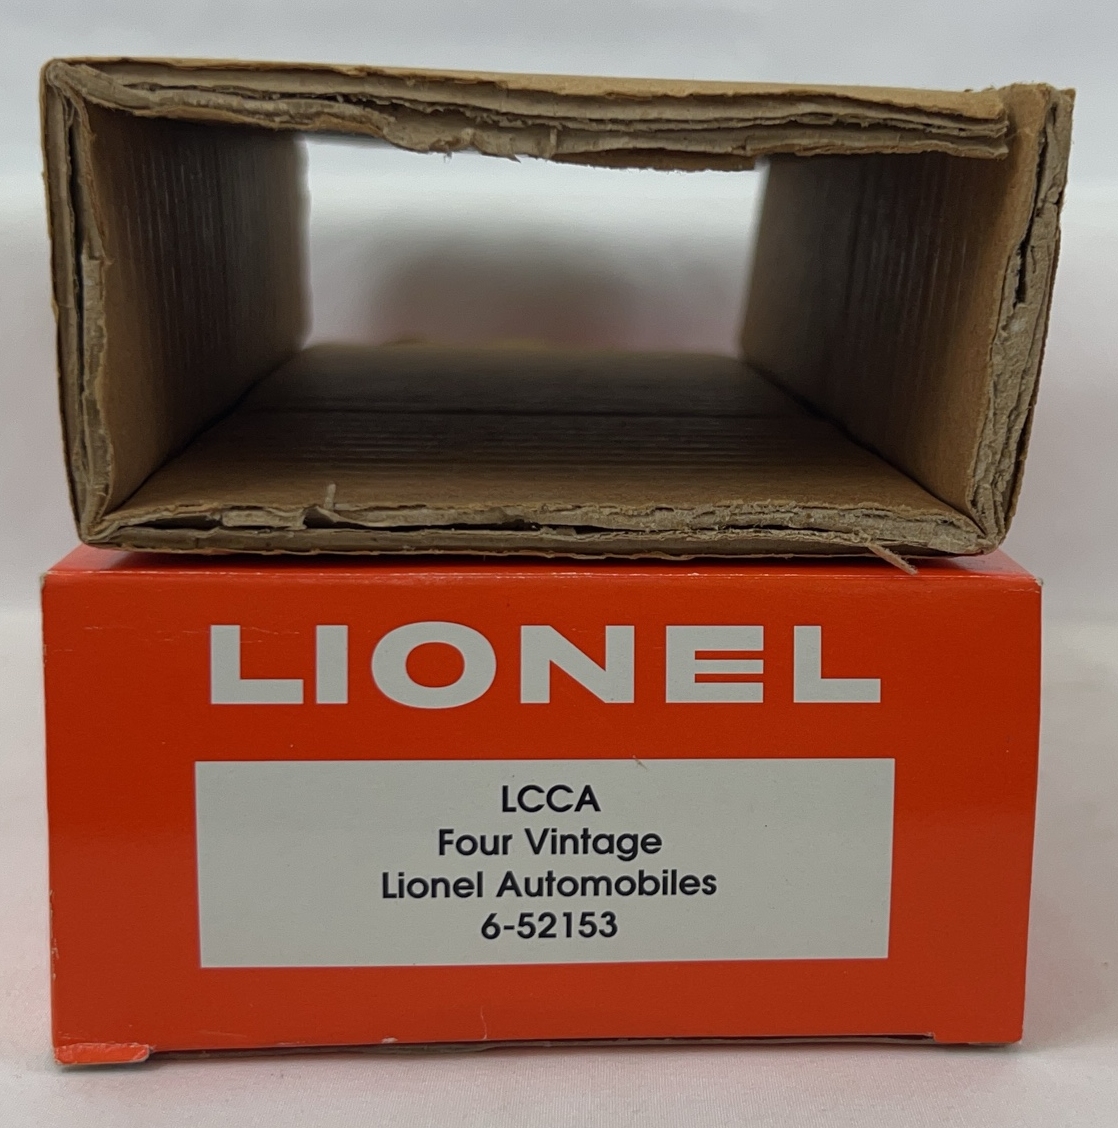 LIONEL
LCCA
Four Vintage
Lionel Automobiles
6-52153